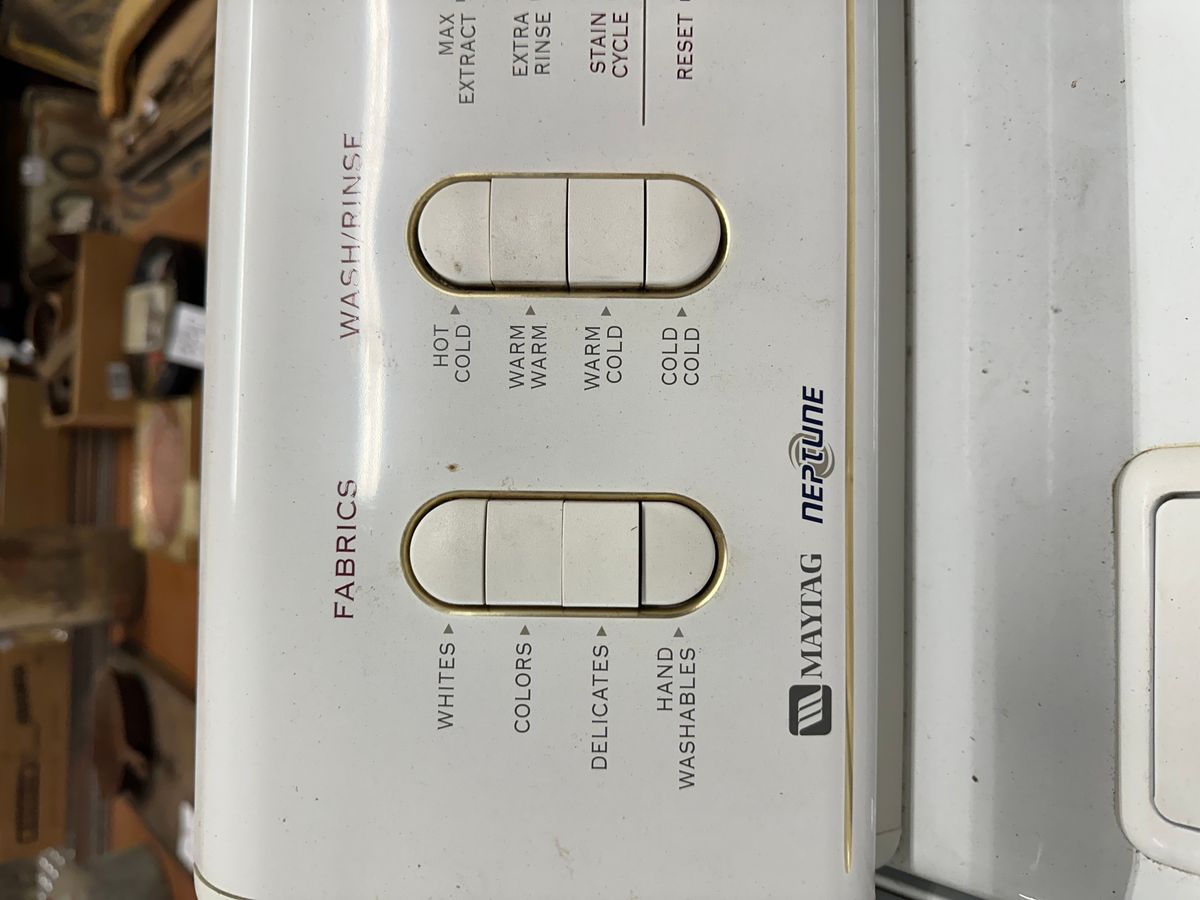 FABRICS
WHITES
COLORS
DELICATES
HAND
WASHABLES
WASH/RINSE
HOT
COLD
WARM
WARM
WARM
COLD
COLD
COLD
MAX
EXTRACT
EXTRA
RINSE
STAIN
CYCLE
RESET
MAYTAG NEPTUNE